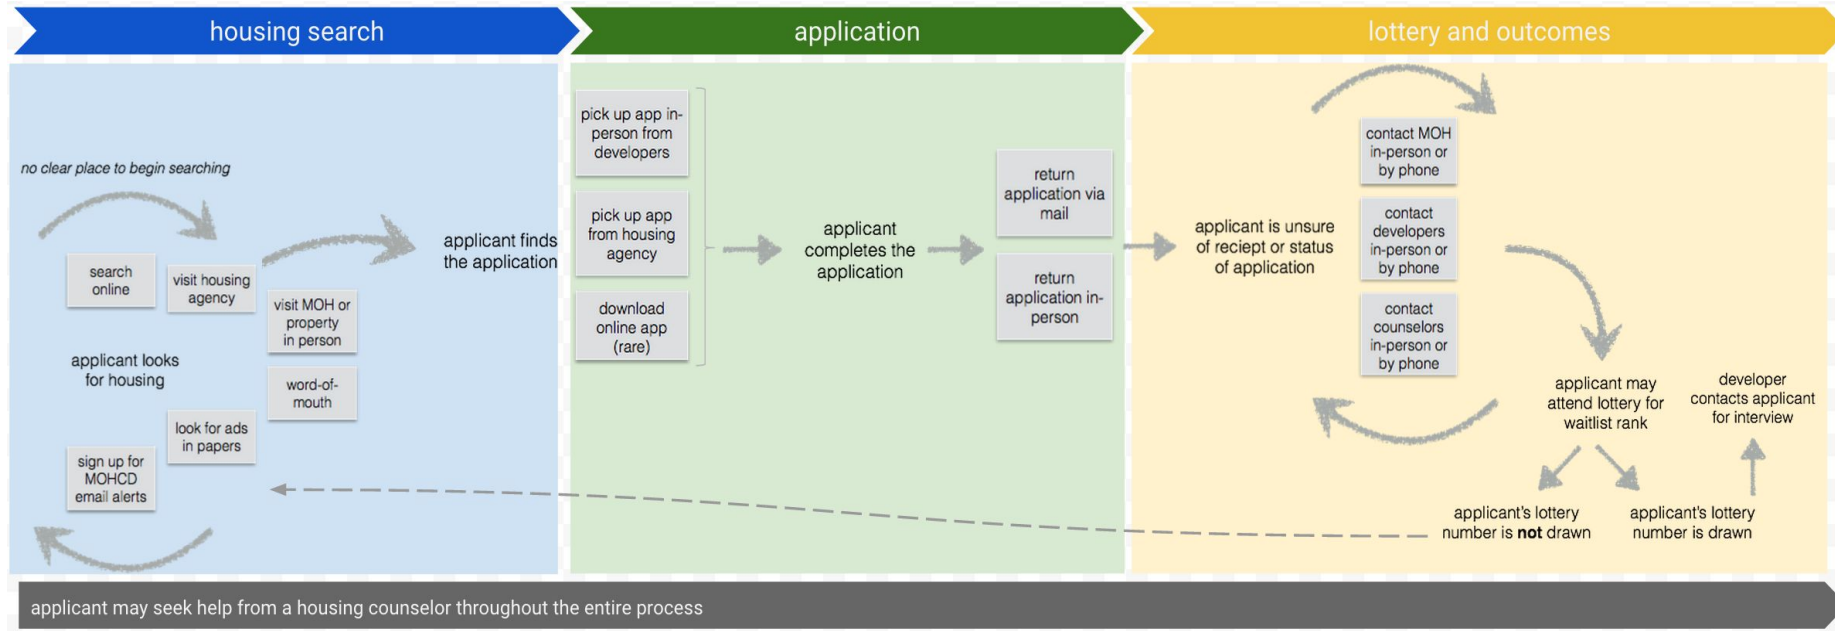 housing search
application
lottery and outcomes
no clear place to begin searching
search
online
visit housing
agency
visit MOH or
property
in person
word-of-
mouth
look for ads
in papers
sign up for
MOHCD
email alerts
applicant looks
for housing
applicant finds
the application
pick up app in-
person from
developers
pick up app
from housing
agency
download
online app
(rare)
applicant
completes the
application
return
application via
mail
return
application in-
person
applicant is unsure
of reciept or status
of application
contact MOH
in-person or
by phone
contact
developers
in-person or
by phone
contact
counselors
in-person or
by phone
applicant may
attend lottery for
waitlist rank
developer
contacts applicant
for interview
applicant's lottery
number is not drawn
applicant's lottery
number is drawn
applicant may seek help from a housing counselor throughout the entire process